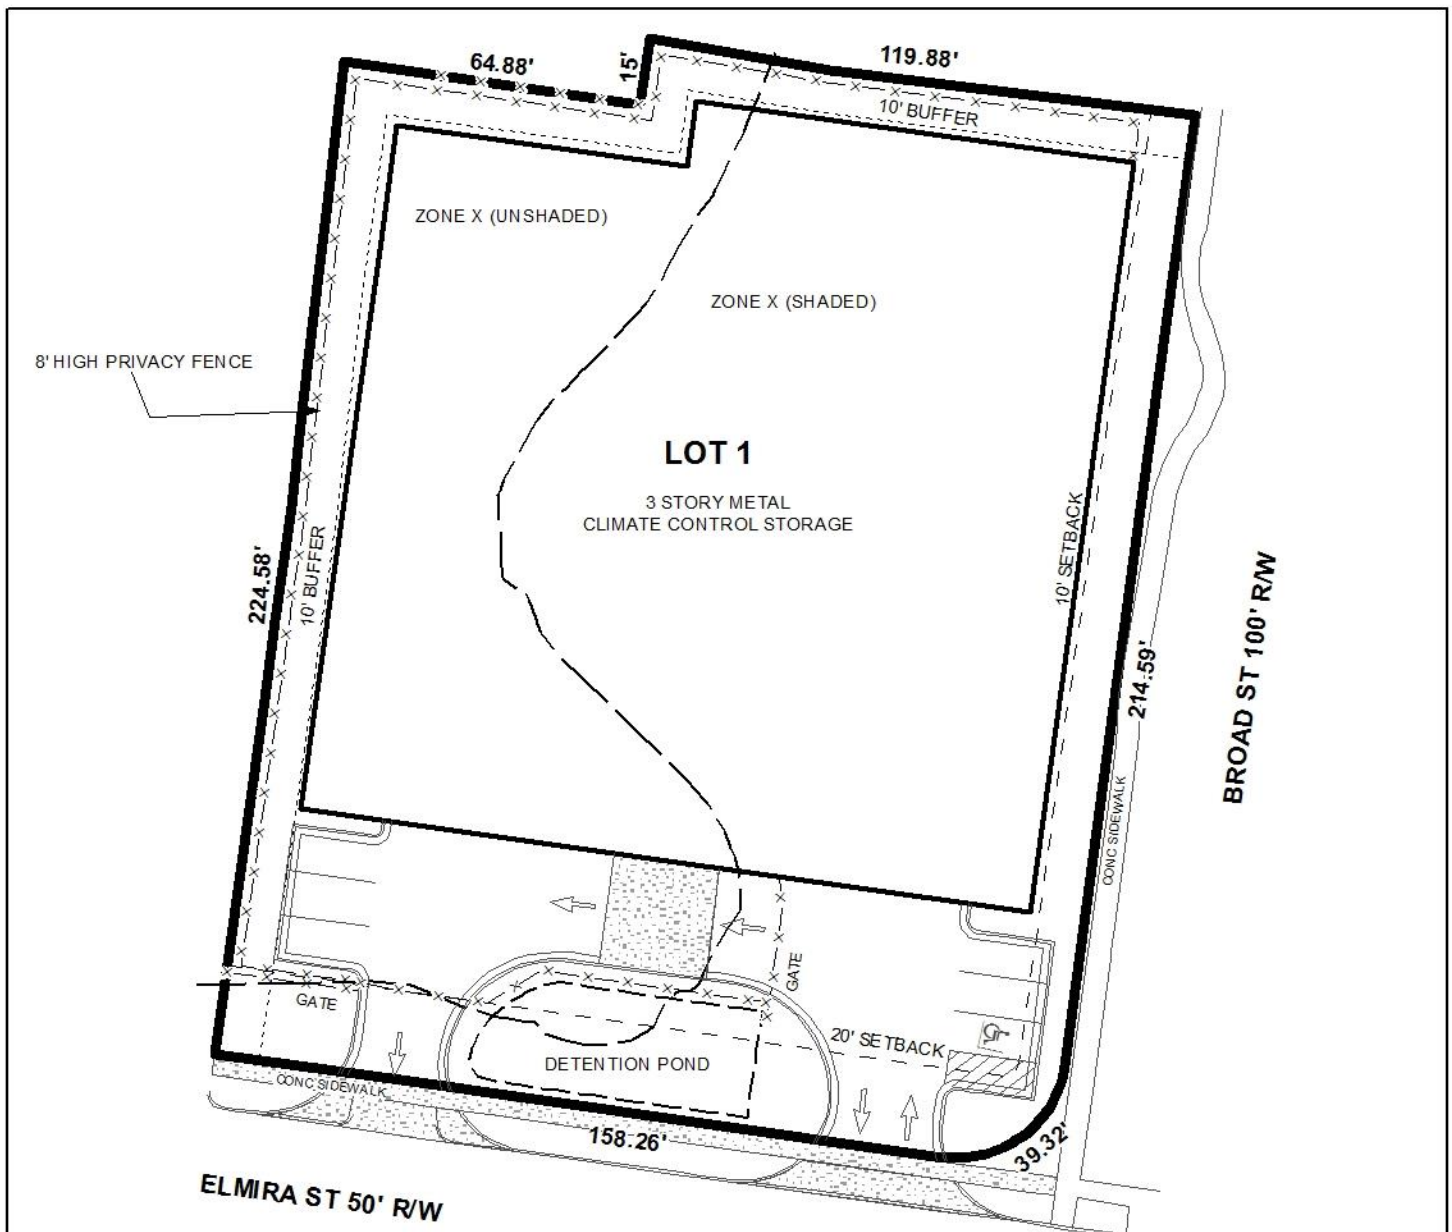 64.88'
15'
119.88'
10' BUFFER
ZONE X (UNSHADED)
ZONE X (SHADED)
8' HIGH PRIVACY FENCE
LOT 1
3 STORY METAL
CLIMATE CONTROL STORAGE
10' SETBACK
10' BUFFER
224.58'
BROAD ST 100' R/W
214.59'
CONC SIDEWALK
GATE
GATE
20' SETBACK
DETENTION POND
CONC SIDEWALK
158.26'
39.32'
ELMIRA ST 50' R/W